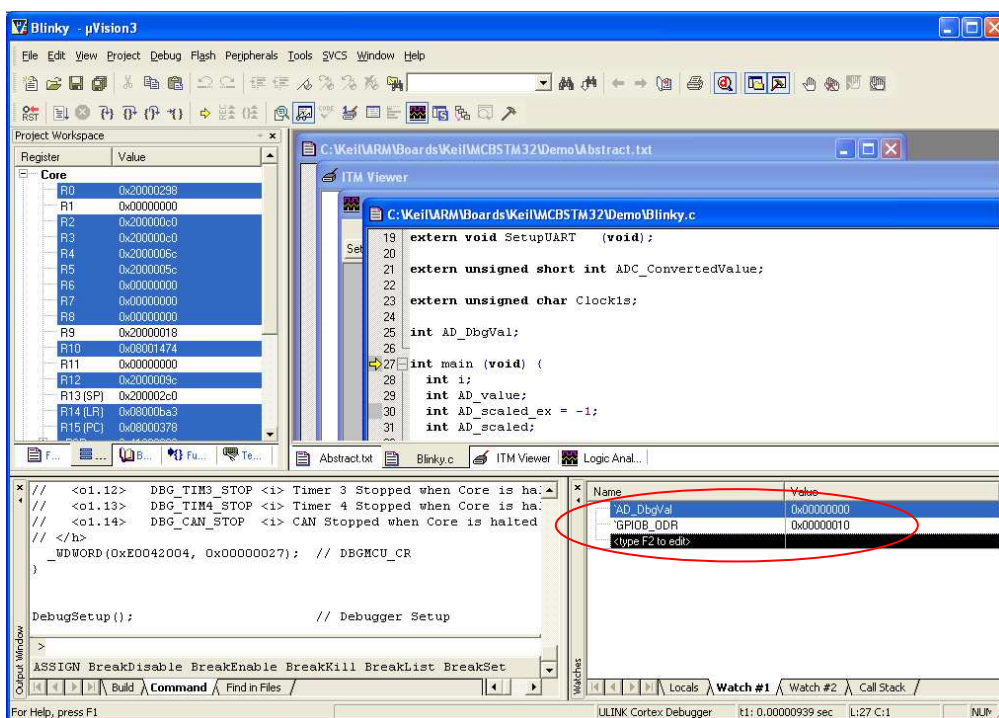 Blinky - µVision3
File Edit View Project Debug Flash Peripherals Tools SVCS Window Help
RST
Project Workspace
Register Value
Core
R0 0x20000298
R1 0x00000000
R2 0x200000c0
R3 0x200000c0
R4 0x2000006c
R5 0x2000005c
R6 0x00000000
R7 0x00000000
R8 0x00000000
R9 0x20000018
R10 0x08001474
R11 0x00000000
R12 0x2000009c
R13 (SP) 0x200002c0
R14 (LR) 0x08000ba3
R15 (PC) 0x08000378
F... B... Fu... Te...
C:\Keil\ARM\Boards\Keil\MCBSTM32\Demo\Abstract.txt
ITM Viewer
Set
C:\Keil\ARM\Boards\Keil\MCBSTM32\Demo\Blinky.c
19 extern void SetupUART (void);
20
21 extern unsigned short int ADC_ConvertedValue;
22
23 extern unsigned char Clock1s;
24
25 int AD_DbgVal;
26
27 int main (void) {
28 int i;
29 int AD_value;
30 int AD_scaled_ex = -1;
31 int AD_scaled;
Abstract.txt Blinky.c ITM Viewer Logic Anal...
// <o1.12> DBG_TIM3_STOP <i> Timer 3 Stopped when Core is hal
// <o1.13> DBG_TIM4_STOP <i> Timer 4 Stopped when Core is hal
// <o1.14> DBG_CAN_STOP <i> CAN Stopped when Core is halted
// </h>
_WDWORD(0xE0042004, 0x00000027); // DBGMCU_CR
}
DebugSetup(); // Debugger Setup
>
ASSIGN BreakDisable BreakEnable BreakKill BreakList BreakSet
Output Window
Build Command Find in Files
Name Value
`AD_DbgVal 0x00000000
`GPIOB_ODR 0x00000010
<type F2 to edit>
Watches
Locals Watch #1 Watch #2 Call Stack
For Help, press F1
ULINK Cortex Debugger t1: 0.00000939 sec L:27 C:1